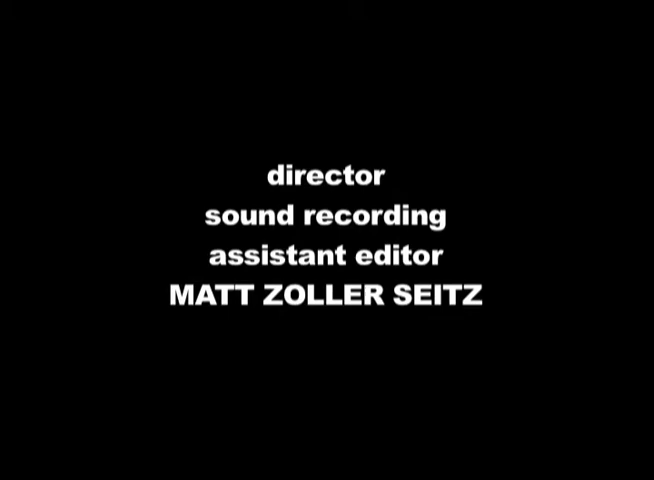 director
sound recording
assistant editor
MATT ZOLLER SEITZ